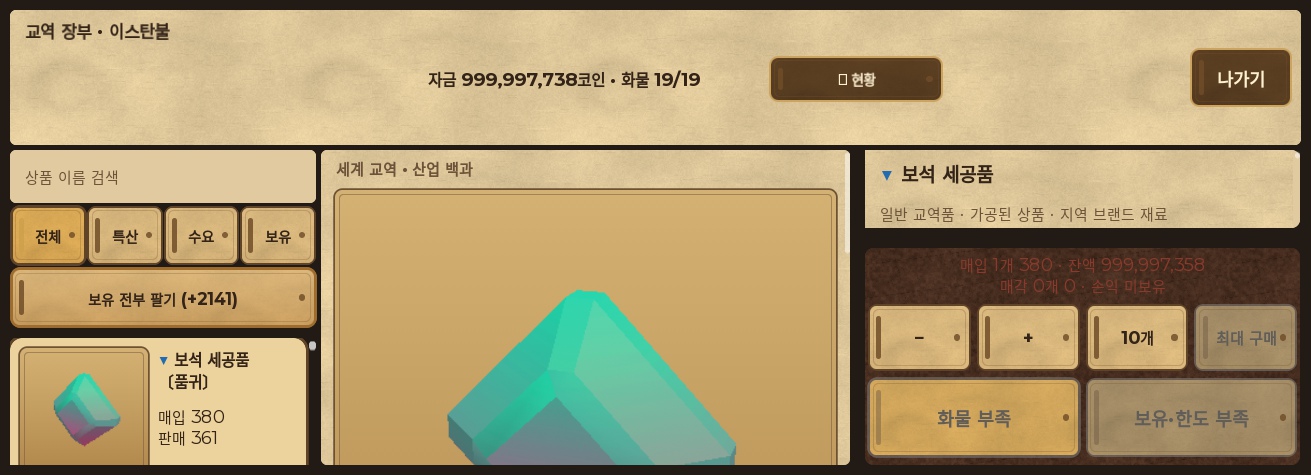 교역 장부 • 이스탄불
자금 999,997,738코인 • 화물 19/19
현황
나가기
상품 이름 검색
전체
특산
수요
보유
보유 전부 팔기 (+2141)
▼ 보석 세공품
〔품귀〕
매입 380
판매 361
세계 교역 • 산업 백과
▼ 보석 세공품
일반 교역품 · 가공된 상품 · 지역 브랜드 재료
매입 1개 380 · 잔액 999,997,358
매각 0개 0 · 손익 미보유
−
+
10개
최대 구매
화물 부족
보유·한도 부족